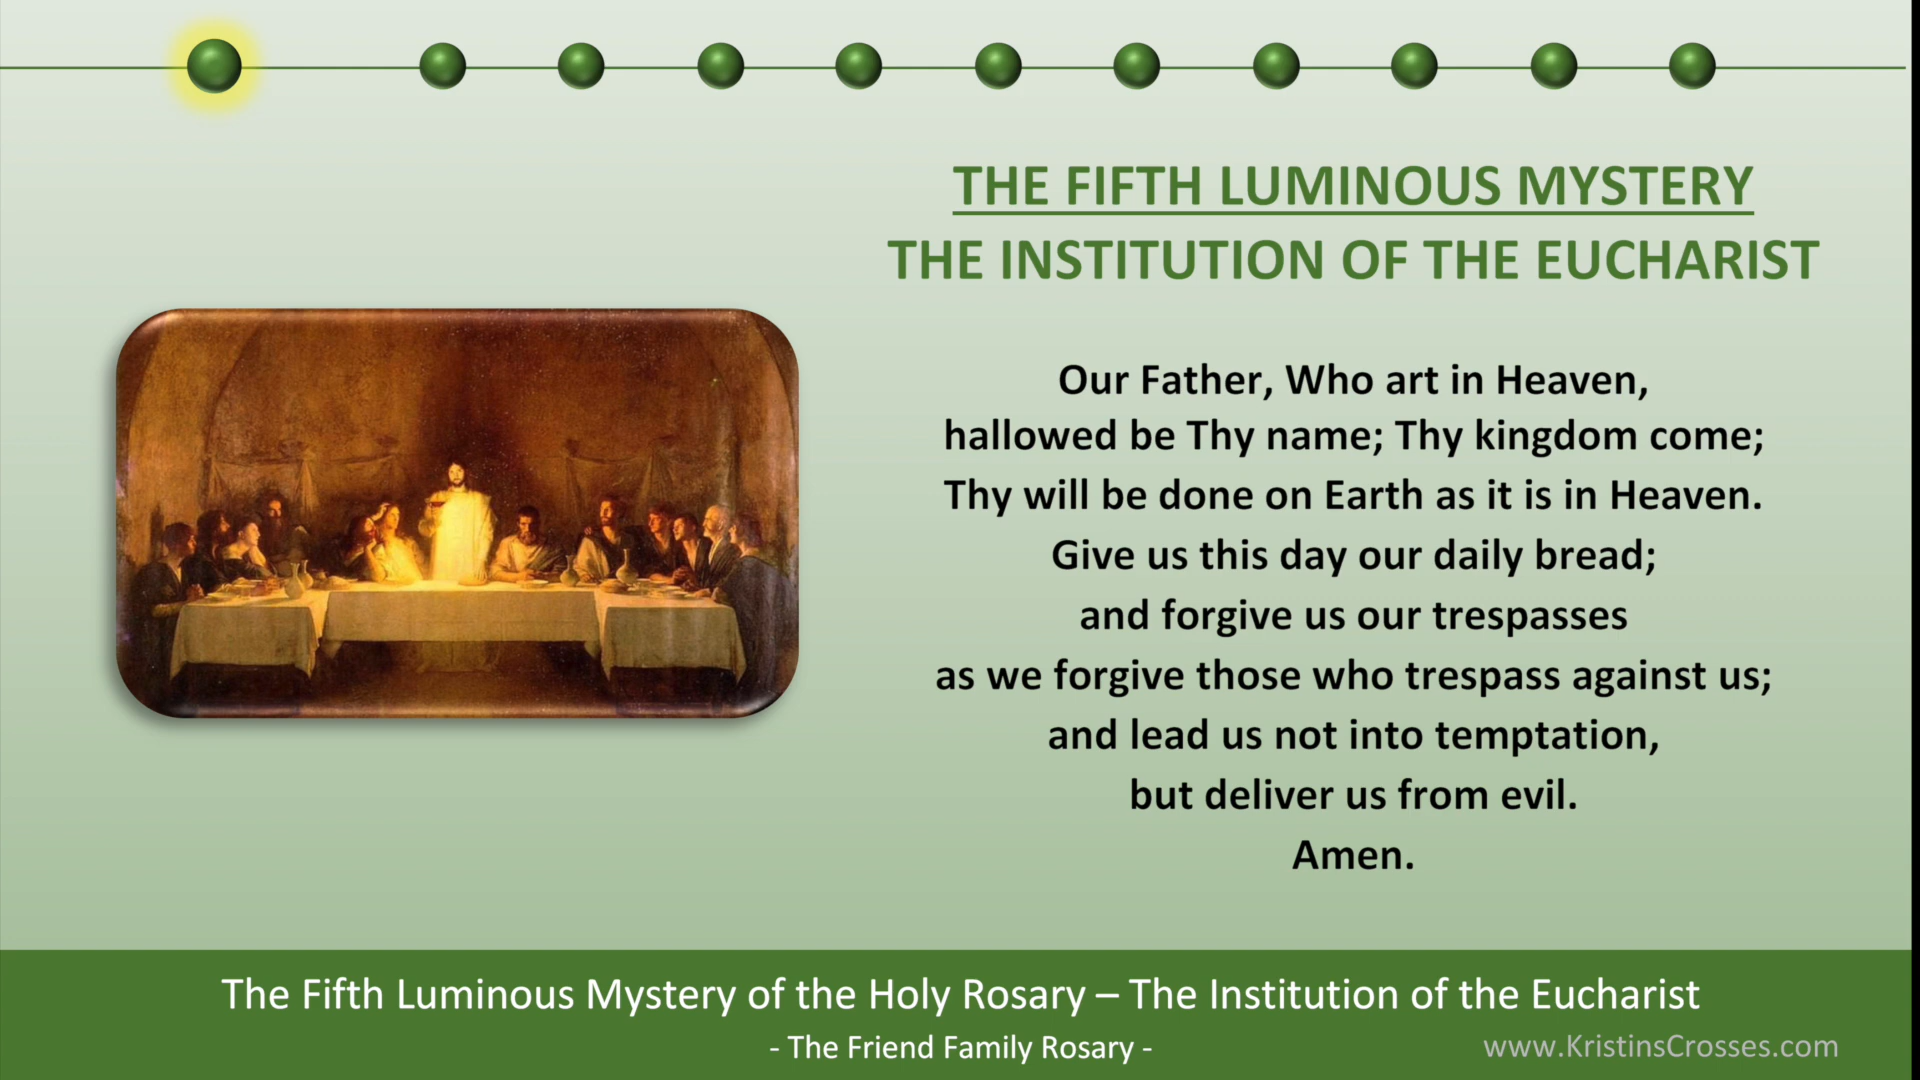 THE FIFTH LUMINOUS MYSTERY
THE INSTITUTION OF THE EUCHARIST
Our Father, Who art in Heaven,
hallowed be Thy name; Thy kingdom come;
Thy will be done on Earth as it is in Heaven.
Give us this day our daily bread;
and forgive us our trespasses
as we forgive those who trespass against us;
and lead us not into temptation,
but deliver us from evil.
Amen.
The Fifth Luminous Mystery of the Holy Rosary – The Institution of the Eucharist
- The Friend Family Rosary -
www.KristinsCrosses.com